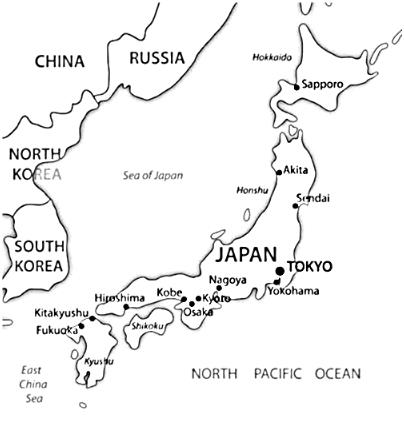 Hokkaido
CHINA
RUSSIA
Sapporo
NORTH
KOREA
Sea of Japan
Akita
Honshu
Sendai
SOUTH
KOREA
JAPAN
TOKYO
Nagoya
Yokohama
Hiroshima
Kobe
Kyoto
Osaka
Kitakyushu
Fukuoka
Shikoku
Kyushu
East
China
Sea
NORTH PACIFIC OCEAN